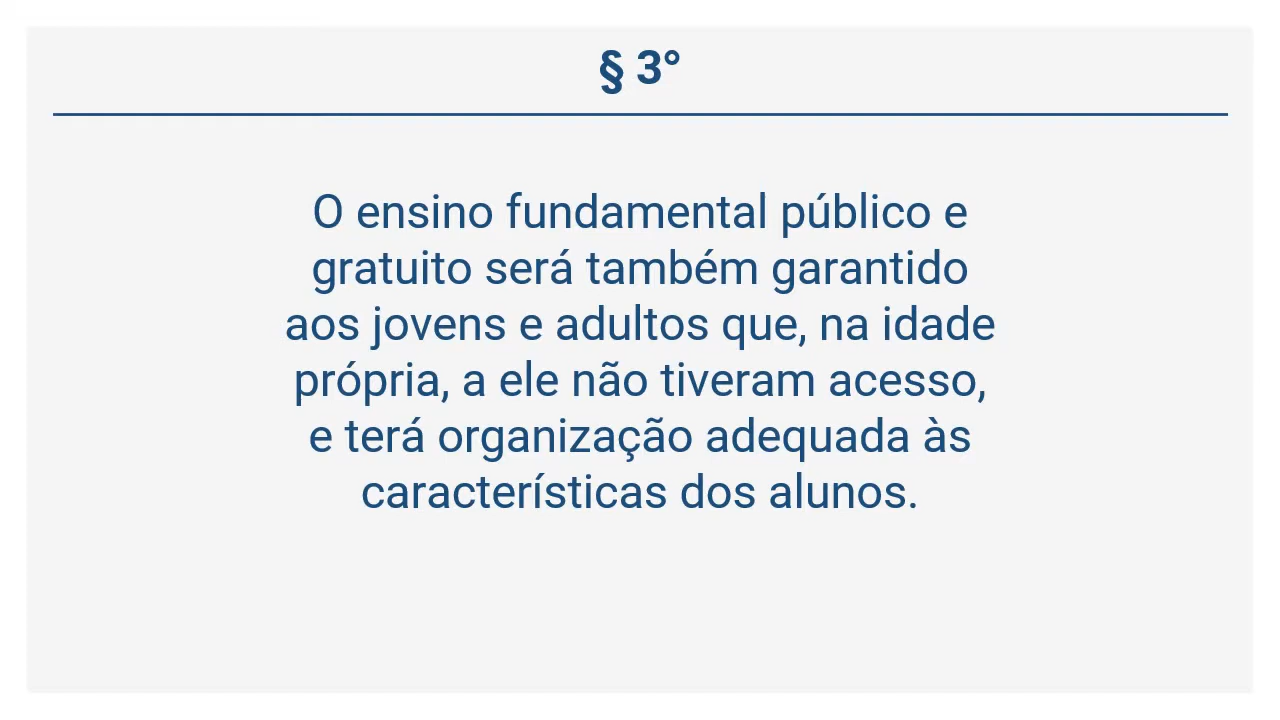 § 3°
O ensino fundamental público e
gratuito será também garantido
aos jovens e adultos que, na idade
própria, a ele não tiveram acesso,
e terá organização adequada às
características dos alunos.